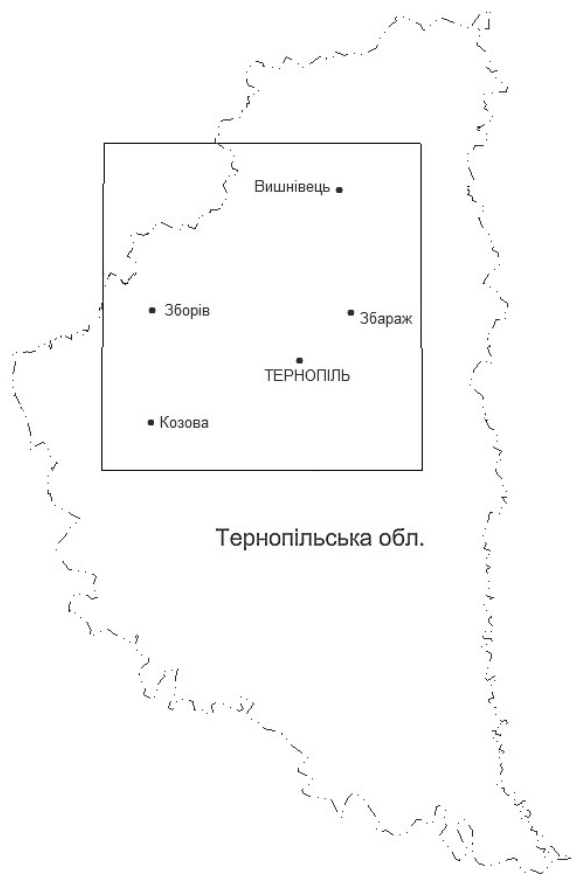 Вишнівець
Зборів
Збараж
ТЕРНОПІЛЬ
Козова
Тернопільська обл.